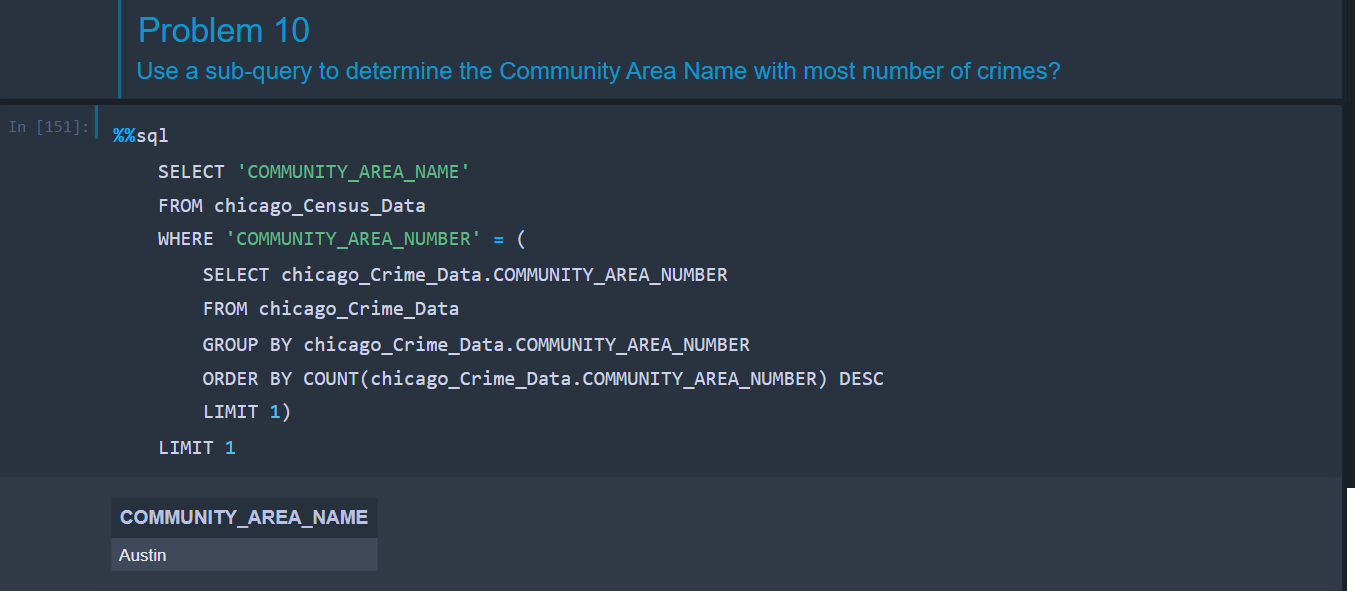 Problem 10
Use a sub-query to determine the Community Area Name with most number of crimes?
In [151]:
%%sql
SELECT 'COMMUNITY_AREA_NAME'
FROM chicago_Census_Data
WHERE 'COMMUNITY_AREA_NUMBER' = (
SELECT chicago_Crime_Data.COMMUNITY_AREA_NUMBER
FROM chicago_Crime_Data
GROUP BY chicago_Crime_Data.COMMUNITY_AREA_NUMBER
ORDER BY COUNT(chicago_Crime_Data.COMMUNITY_AREA_NUMBER) DESC
LIMIT 1)
LIMIT 1
COMMUNITY_AREA_NAME
Austin